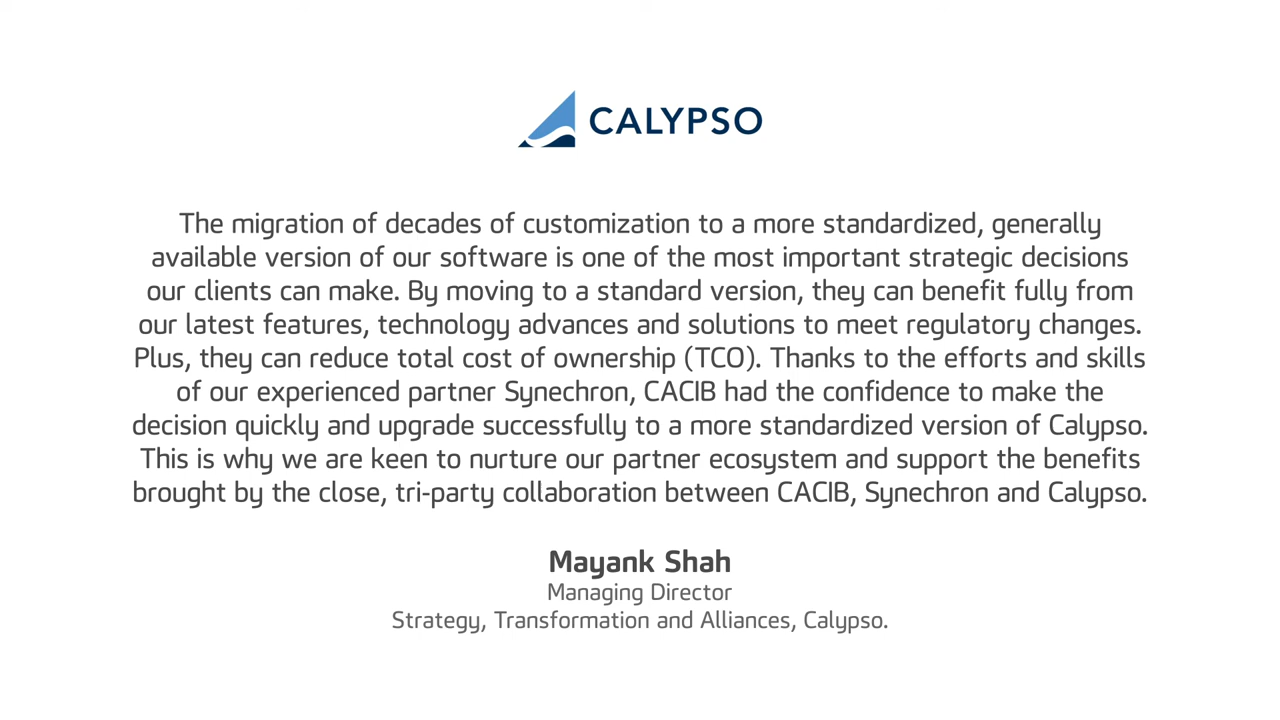 CALYPSO
The migration of decades of customization to a more standardized, generally
available version of our software is one of the most important strategic decisions
our clients can make. By moving to a standard version, they can benefit fully from
our latest features, technology advances and solutions to meet regulatory changes.
Plus, they can reduce total cost of ownership (TCO). Thanks to the efforts and skills
of our experienced partner Synechron, CACIB had the confidence to make the
decision quickly and upgrade successfully to a more standardized version of Calypso.
This is why we are keen to nurture our partner ecosystem and support the benefits
brought by the close, tri-party collaboration between CACIB, Synechron and Calypso.
Mayank Shah
Managing Director
Strategy, Transformation and Alliances, Calypso.